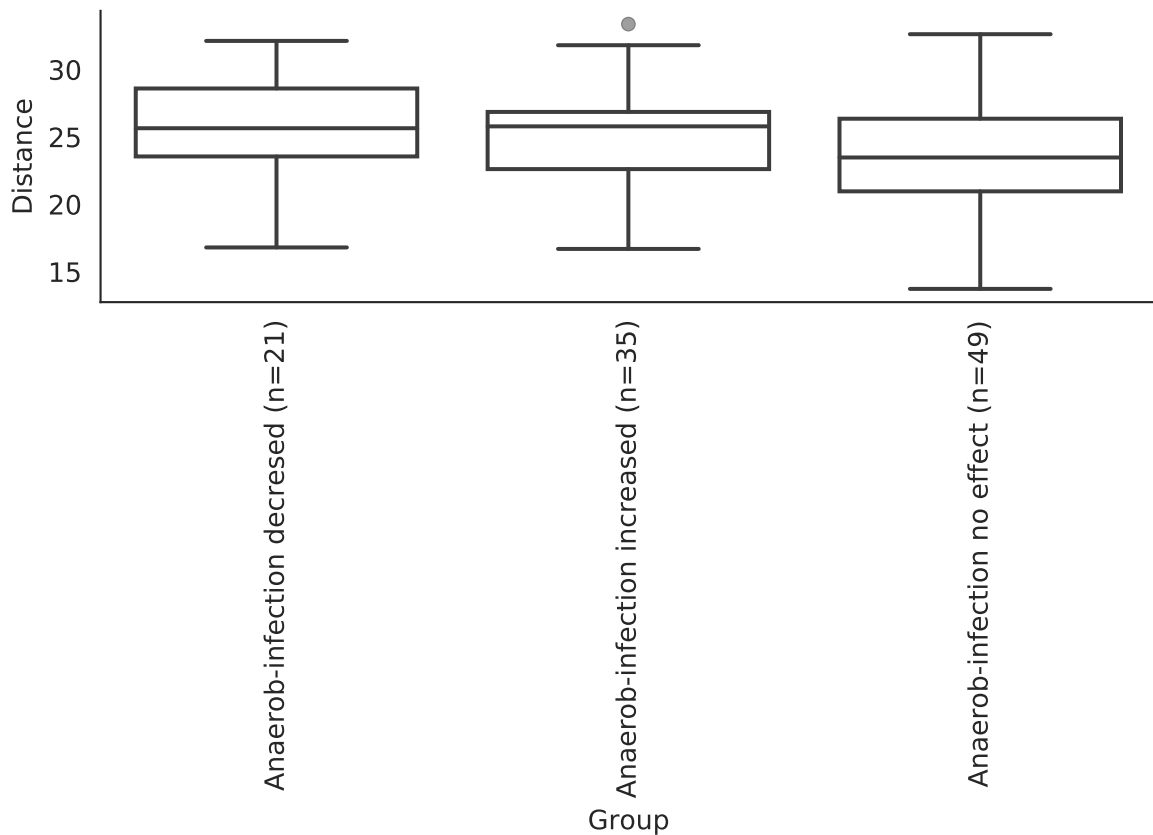 Distance
30
25
20
15
Anaerob-infection decresed (n=21)
Anaerob-infection increased (n=35)
Anaerob-infection no effect (n=49)
Group